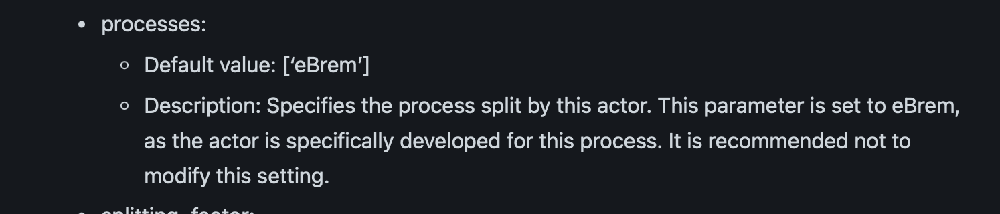 processes:
Default value: [‘eBrem’]
Description: Specifies the process split by this actor. This parameter is set to eBrem,
as the actor is specifically developed for this process. It is recommended not to
modify this setting.
splitting_factor: